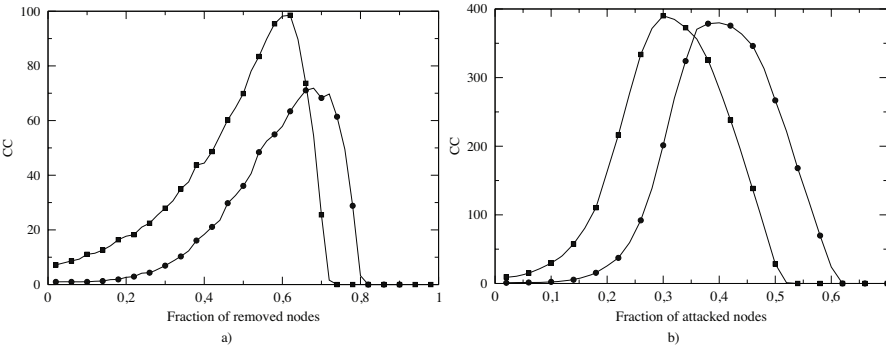 100
80
60
40
20
0
CC
0 0,2 0,4 0,6 0,8 1
Fraction of removed nodes
a)
400
300
200
100
0
CC
0 0,1 0,2 0,3 0,4 0,5 0,6
Fraction of attacked nodes
b)